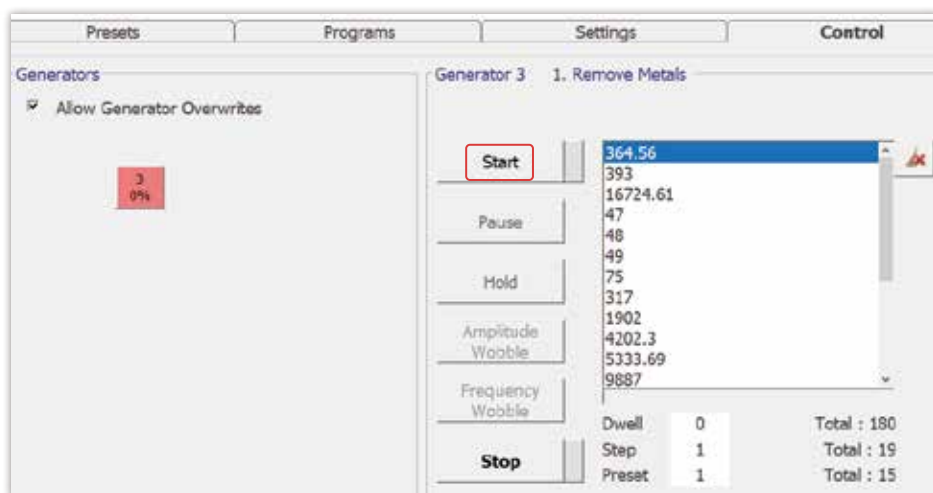 Presets Programs Settings Control
Generators
Allow Generator Overwrites
3
0%
Generator 3 1. Remove Metals
Start
Pause
Hold
Amplitude
Wobble
Frequency
Wobble
Stop
364.56
393
16724.61
47
48
49
75
317
1902
4202.3
5333.69
9887
Dwell 0 Total : 180
Step 1 Total : 19
Preset 1 Total : 15